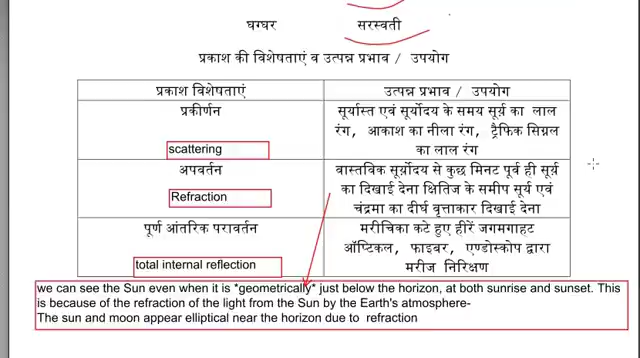 घग्घर सरस्वती
प्रकाश की विशेषताएं व उत्पन्न प्रभाव / उपयोग
प्रकाश विशेषताएं
उत्पन्न प्रभाव / उपयोग
प्रकीर्णन
scattering
सूर्यास्त एवं सूर्योदय के समय सूर्य का लाल
रंग, आकाश का नीला रंग, ट्रैफिक सिग्नल
का लाल रंग
अपवर्तन
Refraction
वास्तविक सूर्योदय से कुछ मिनट पूर्व ही सूर्य
का दिखाई देना क्षितिज के समीप सूर्य एवं
चंद्रमा का दीर्घ वृत्ताकार दिखाई देना
पूर्ण आंतरिक परावर्तन
total internal reflection
मरीचिका कटे हुए हीरें जगमगाहट
ऑप्टिकल, फाइबर, एण्डोस्कोप द्वारा
मरीज निरिक्षण
we can see the Sun even when it is *geometrically* just below the horizon, at both sunrise and sunset. This
is because of the refraction of the light from the Sun by the Earth's atmosphere-
The sun and moon appear elliptical near the horizon due to refraction